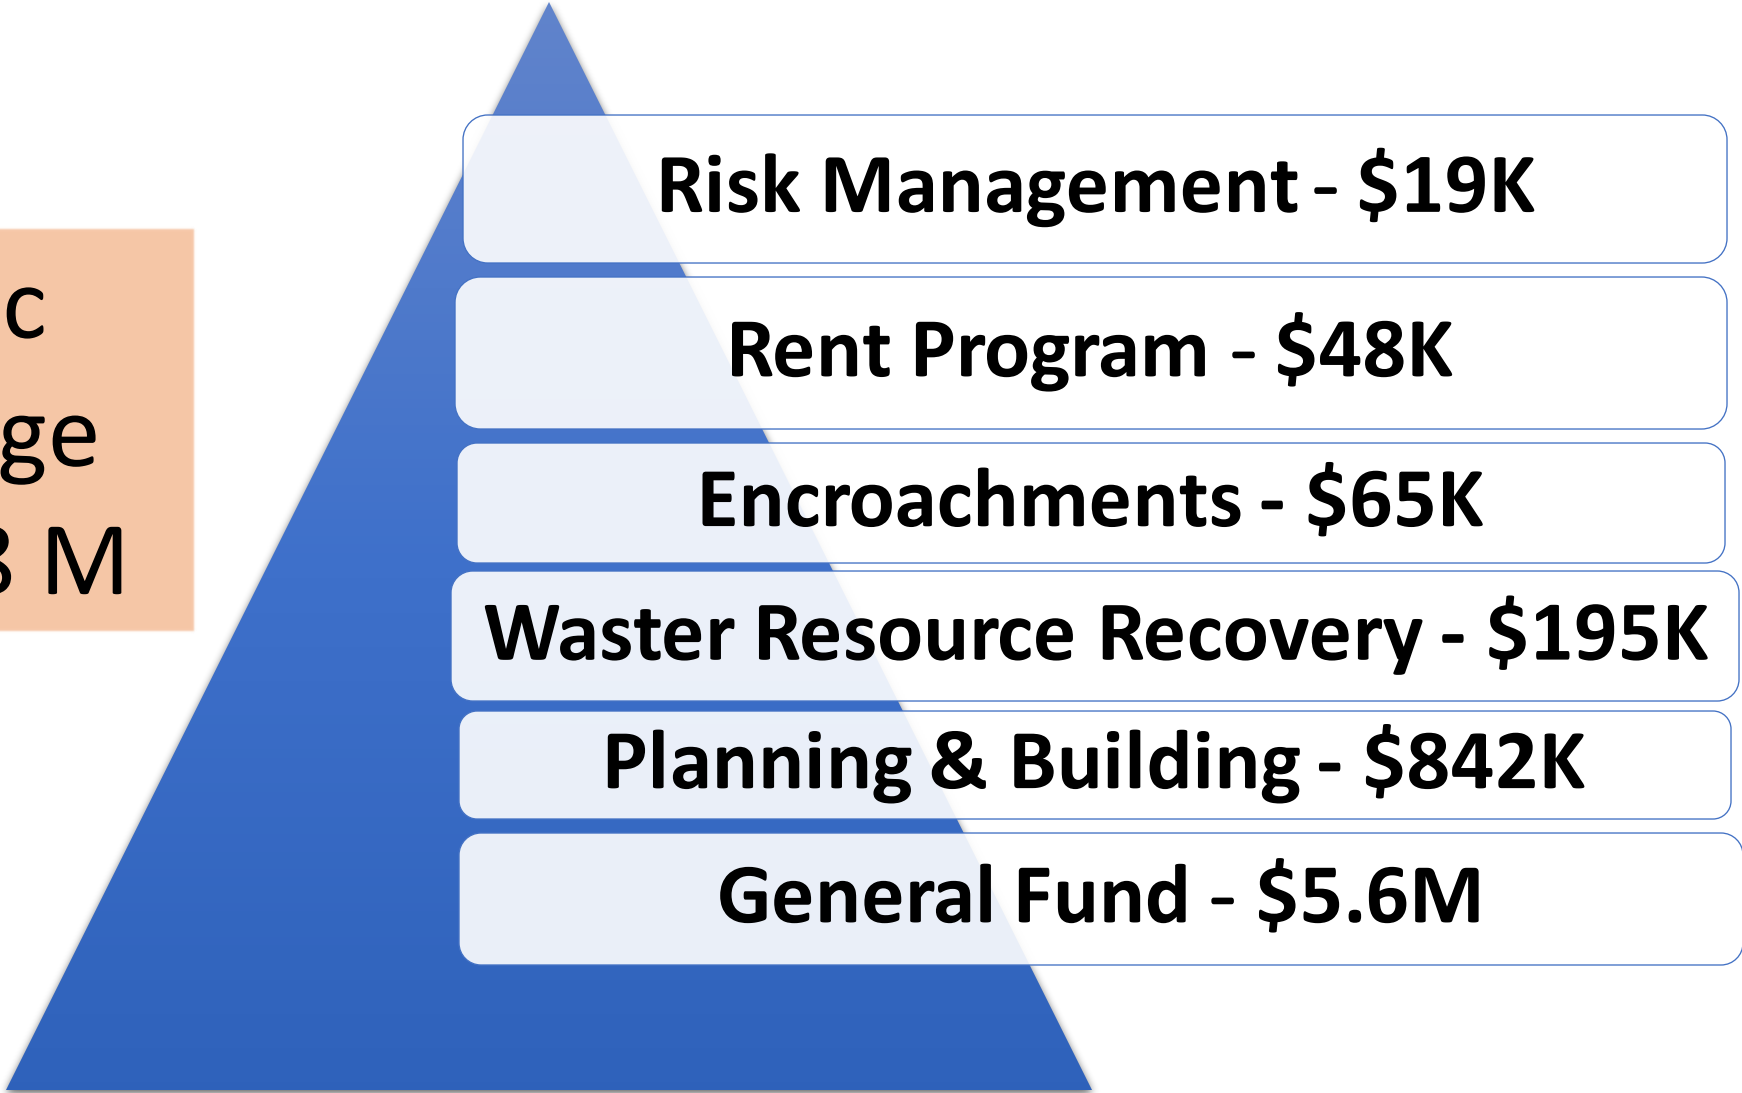 Risk Management - $19K
c
Rent Program - $48K
ge
Encroachments - $65K
8 M
Waster Resource Recovery - $195K
Planning & Building - $842K
General Fund - $5.6M